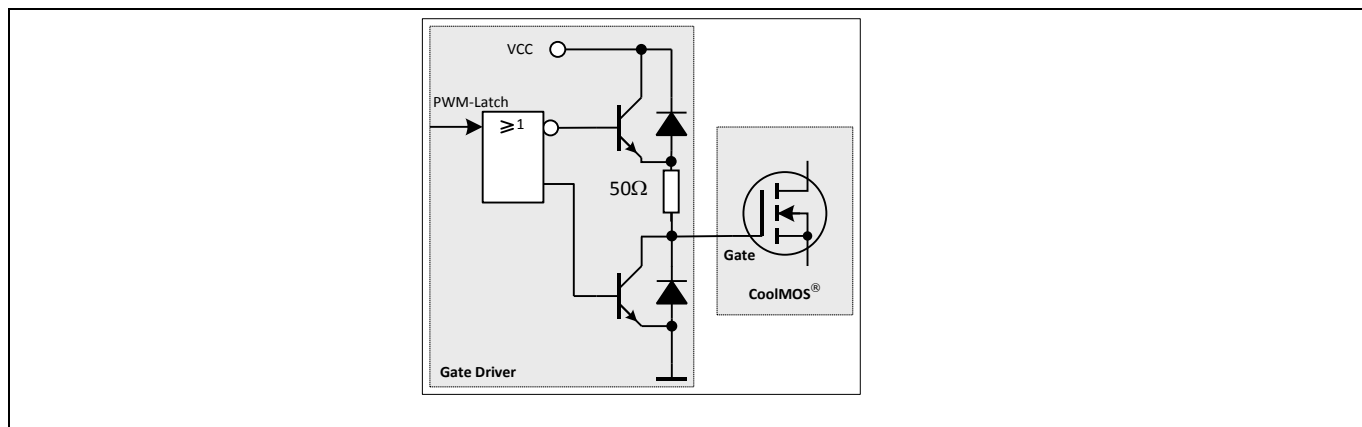 VCC
PWM-Latch
≥1
50Ω
Gate
CoolMOS®
Gate Driver